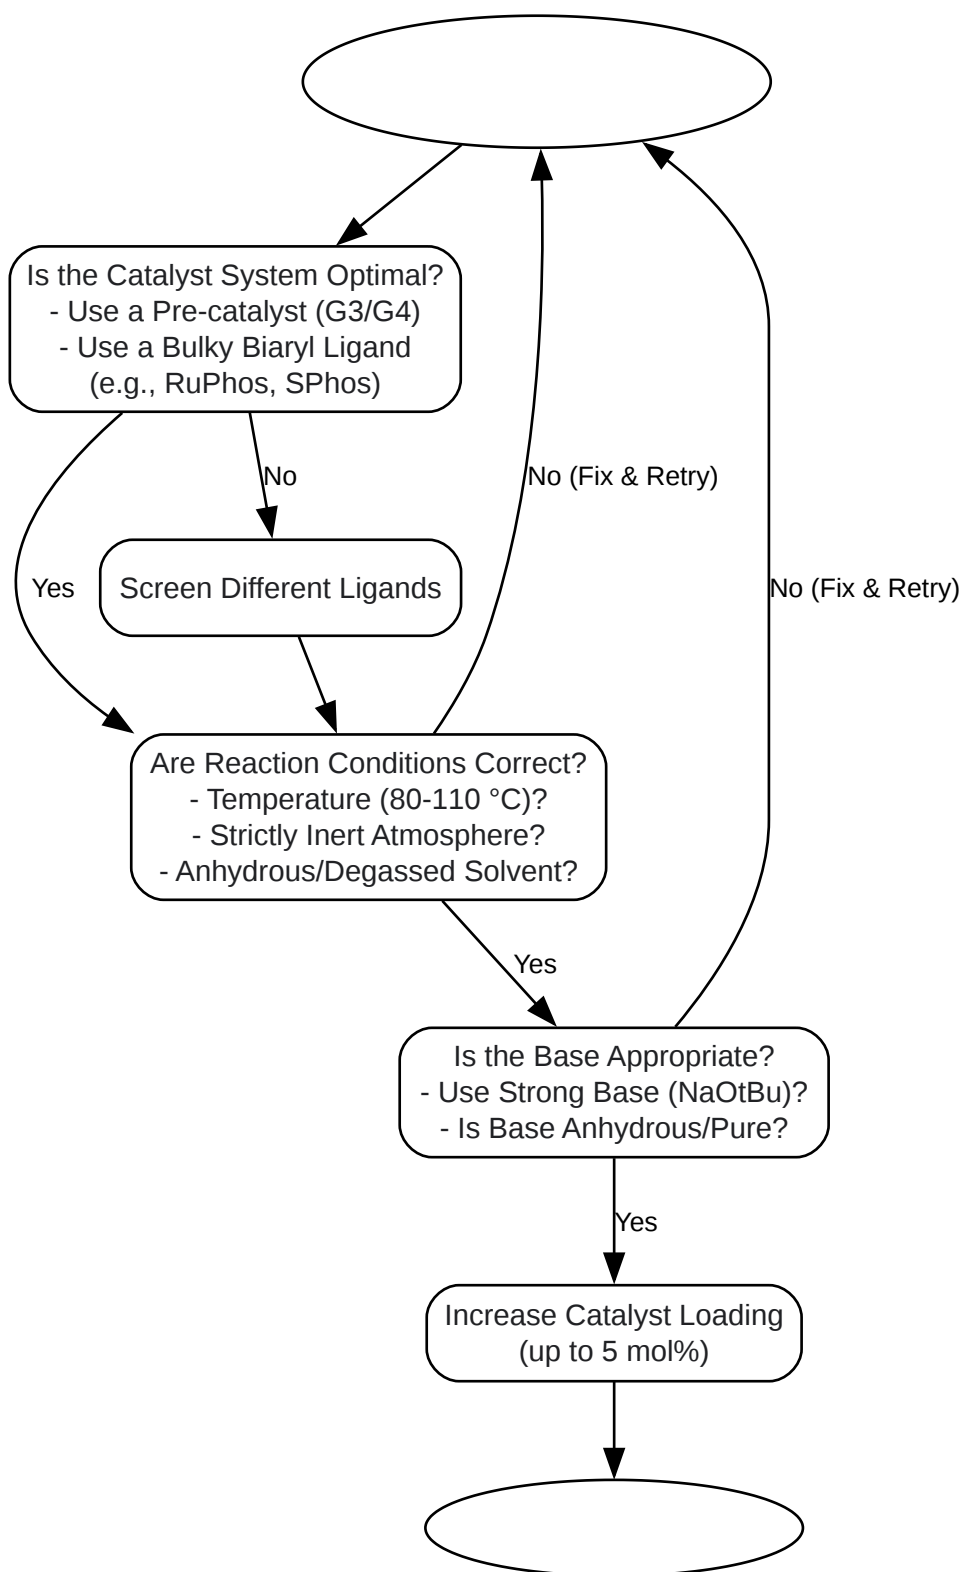 Is the Catalyst System Optimal?
- Use a Pre-catalyst (G3/G4)
- Use a Bulky Biaryl Ligand
(e.g., RuPhos, SPhos)
No
No (Fix & Retry)
Yes
Screen Different Ligands
No (Fix & Retry)
Are Reaction Conditions Correct?
- Temperature (80-110 °C)?
- Strictly Inert Atmosphere?
- Anhydrous/Degassed Solvent?
Yes
Is the Base Appropriate?
- Use Strong Base (NaOtBu)?
- Is Base Anhydrous/Pure?
Yes
Increase Catalyst Loading
(up to 5 mol%)